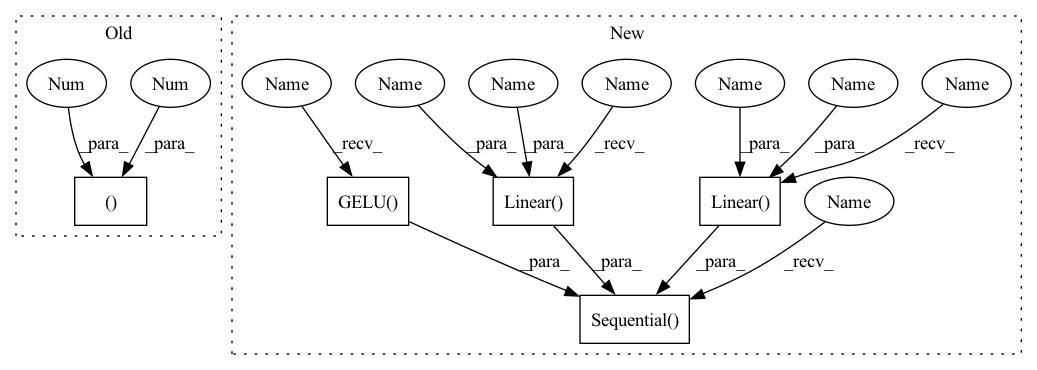 Old New
Num Num Name Name Name Name Name Name Name
_para_ _para_ _recv_ _para_ _para_ _recv_ _para_ _para_ _recv_
() GELU() Linear() Linear() Name
_para_ _para_ _para_ _recv_
Sequential()